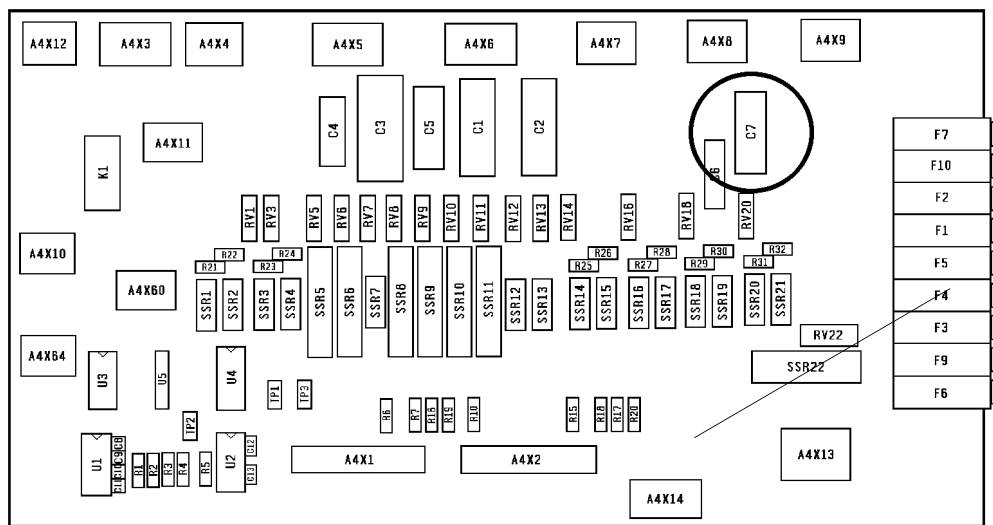 A4X12 A4X3 A4X4 A4X5 A4X6 A4X7 A4X8 A4X9
C4 C3 C5 C1 C2 C7
A4X11 K1 F7
F10
F2
RV1 RV3 RV5 RV6 RV7 RV8 RV9 RV10 RV11 RV12 RV13 RV14 RV16 RV18 RV20
F1
A4X10 R22 R24 R26 R28 R30 R32
R21 R23 R25 R27 R29 R31 F5
A4X60 SSR1 SSR2 SSR3 SSR4 SSR5 SSR6 SSR7 SSR8 SSR9 SSR10 SSR11 SSR12 SSR13 SSR14 SSR15 SSR16 SSR17 SSR18 SSR19 SSR20 SSR21 F4
RV22 F3
A4X64 U3 U5 U4 SSR22 F9
TP1 TP3 F6
TP2 R6 R7 R16 R19 R10 R15 R18 R17 R20
U1 C8 C9 C10 C11 R1 R2 R3 R4 R5 U2 C12 C13 A4X1 A4X2 A4X13
A4X14